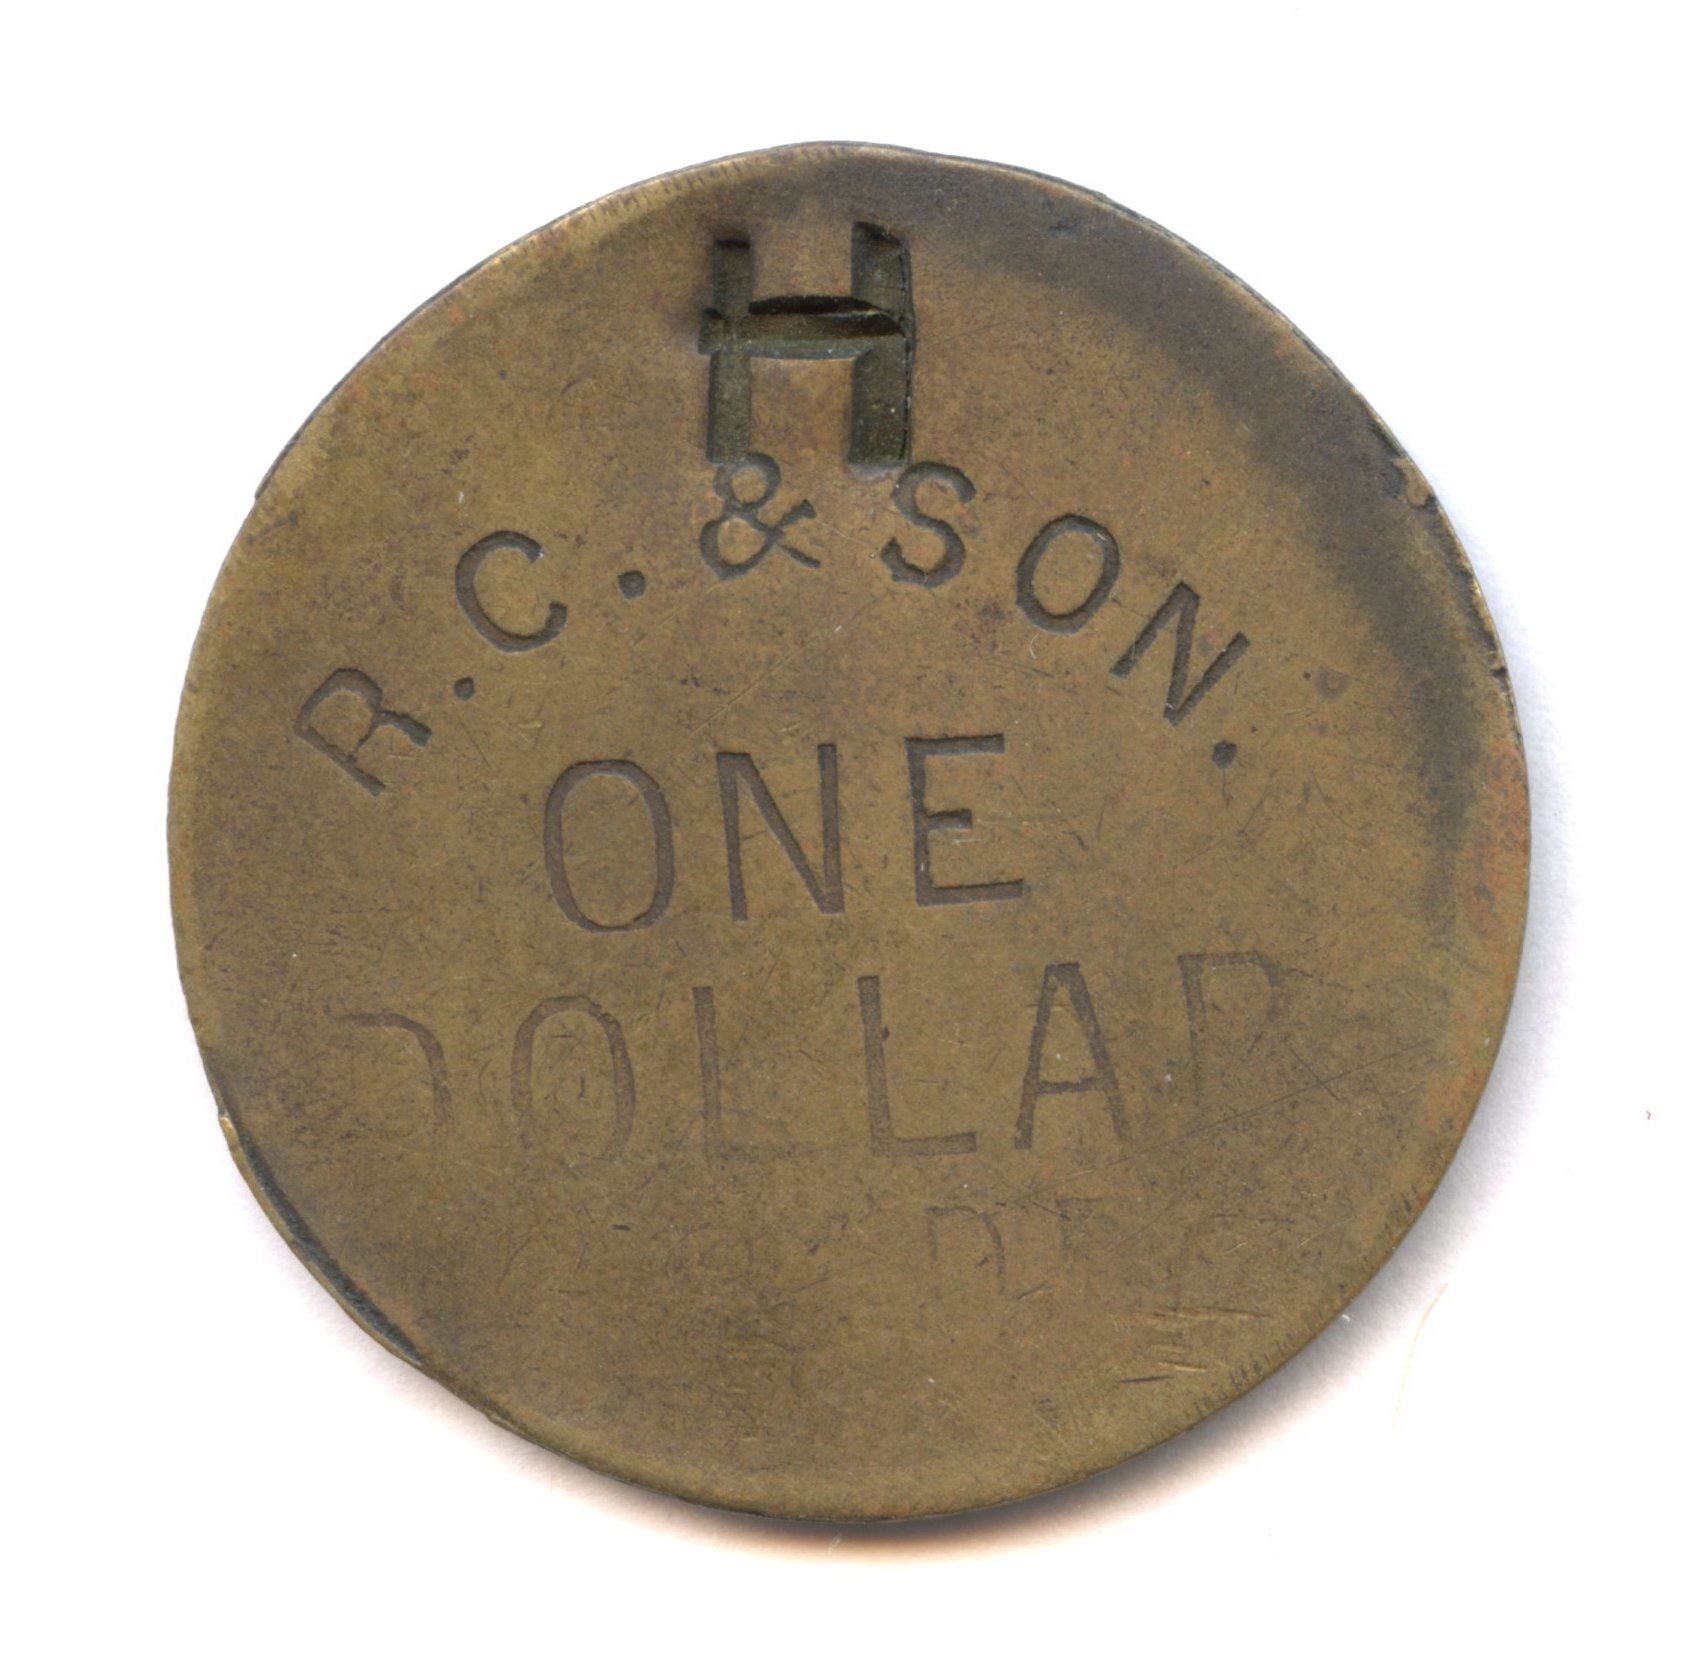 H
R.C. & SON.
ONE
DOLLAR